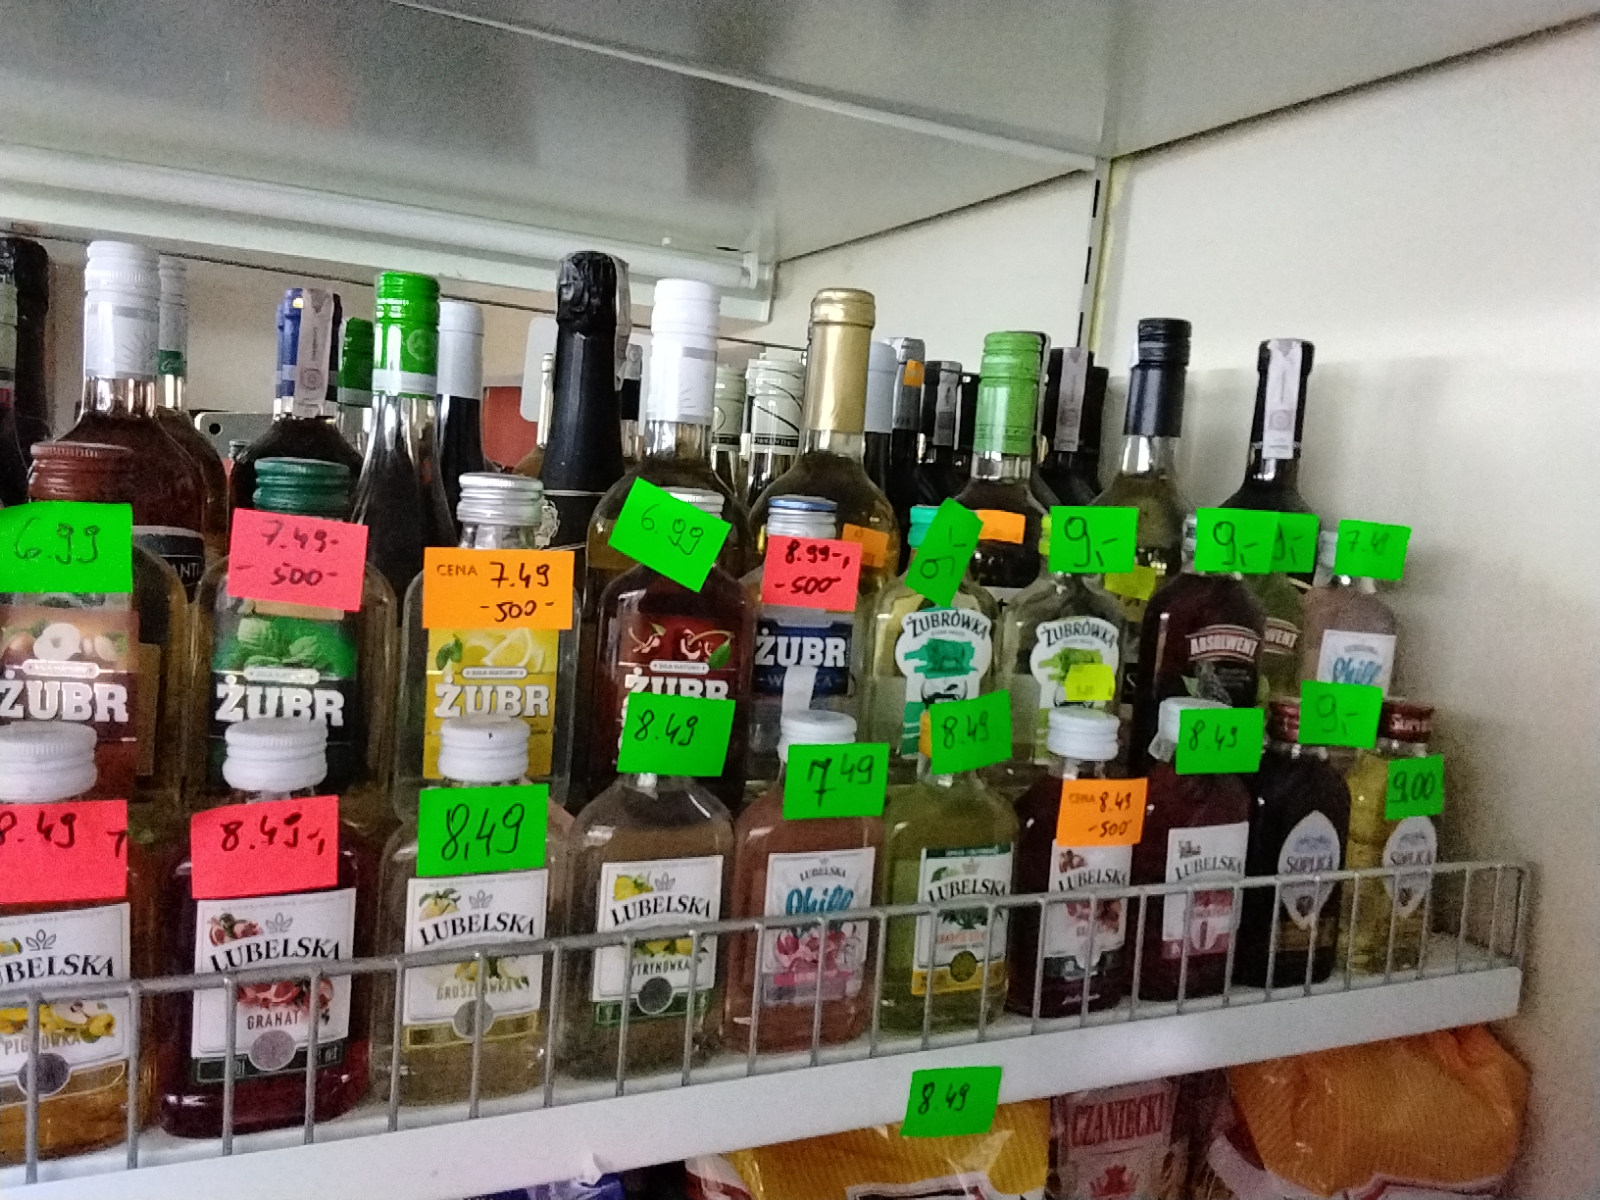 6.99
7.49-
-500-
CENA 7.49
-500-
6.99
8.99-,
-500-
9,-
9,-
7.49
ŻUBR
ŻUBR
ŻUBR
ŻUBR
ŻUBR
ŻUBRÓWKA
ŻUBRÓWKA
ABSOLWENT
Chill
8.49
7 49
8.49
8.49
9,-
9.00
8.49
8.49-,
8,49
CENA 8.49
-500-
LUBELSKA
PIGWÓWKA
LUBELSKA
GRANAT
LUBELSKA
GRUSZKÓWKA
LUBELSKA
CYTRYNÓWKA
LUBELSKA
Chill
LUBELSKA
LUBELSKA
LUBELSKA
SOPLICA
SOPLICA
8.49
CZANIECKI